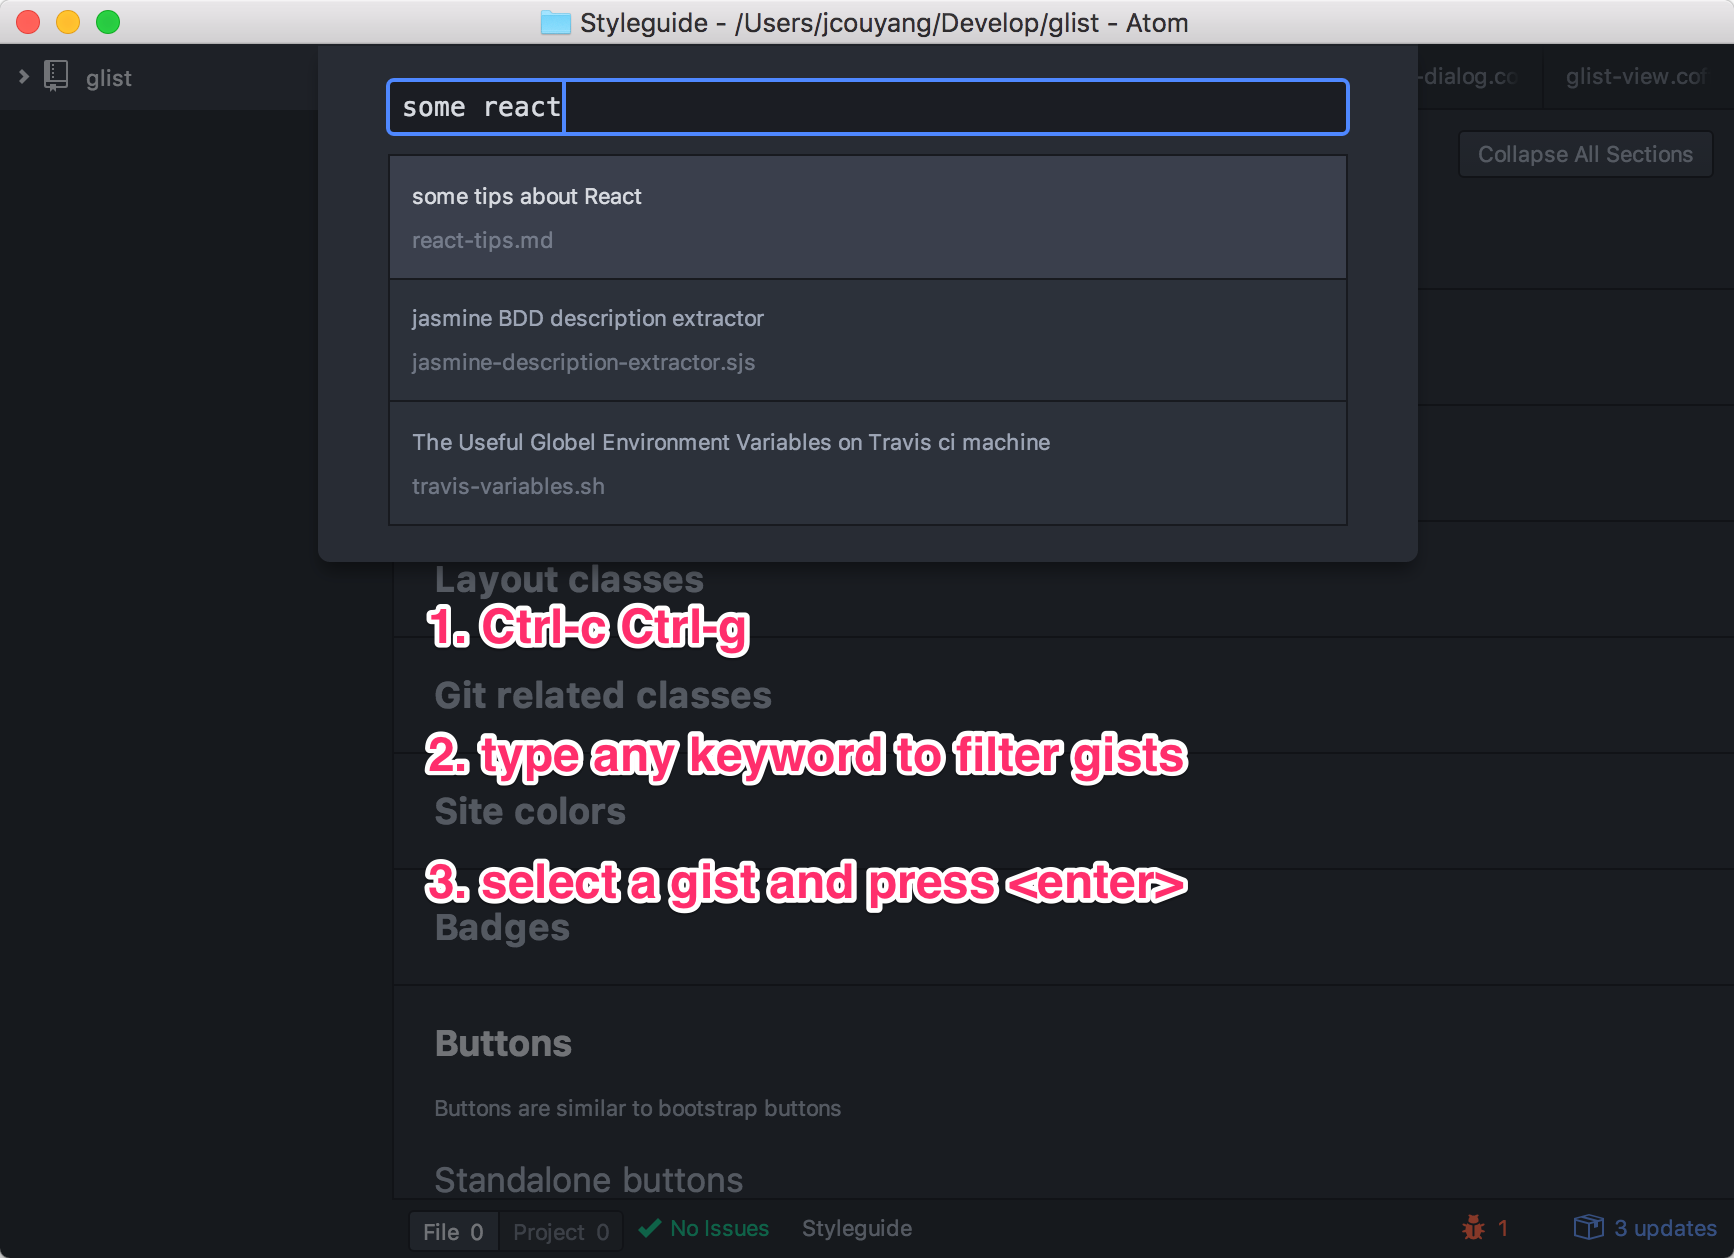 Styleguide - /Users/jcouyang/Develop/glist - Atom
glist
-dialog.co
glist-view.cof
some react
Collapse All Sections
some tips about React
react-tips.md
jasmine BDD description extractor
jasmine-description-extractor.sjs
The Useful Globel Environment Variables on Travis ci machine
travis-variables.sh
Layout classes
1. Ctrl-c Ctrl-g
Git related classes
2. type any keyword to filter gists
Site colors
3. select a gist and press <enter>
Badges
Buttons
Buttons are similar to bootstrap buttons
Standalone buttons
File 0 Project 0 No Issues Styleguide 1 3 updates